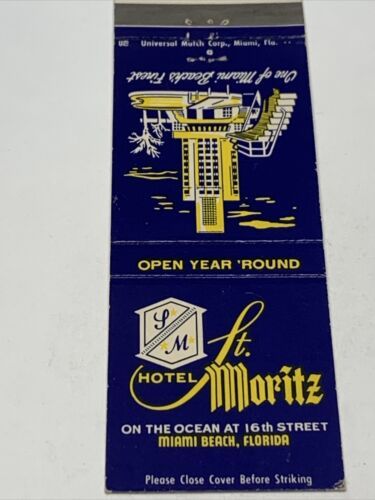 Universal Match Corp., Miami, Fla.
One of Miami Beach's Finest
OPEN YEAR 'ROUND
S
M
HOTEL St. Moritz
ON THE OCEAN AT 16th STREET
MIAMI BEACH, FLORIDA
Please Close Cover Before Striking